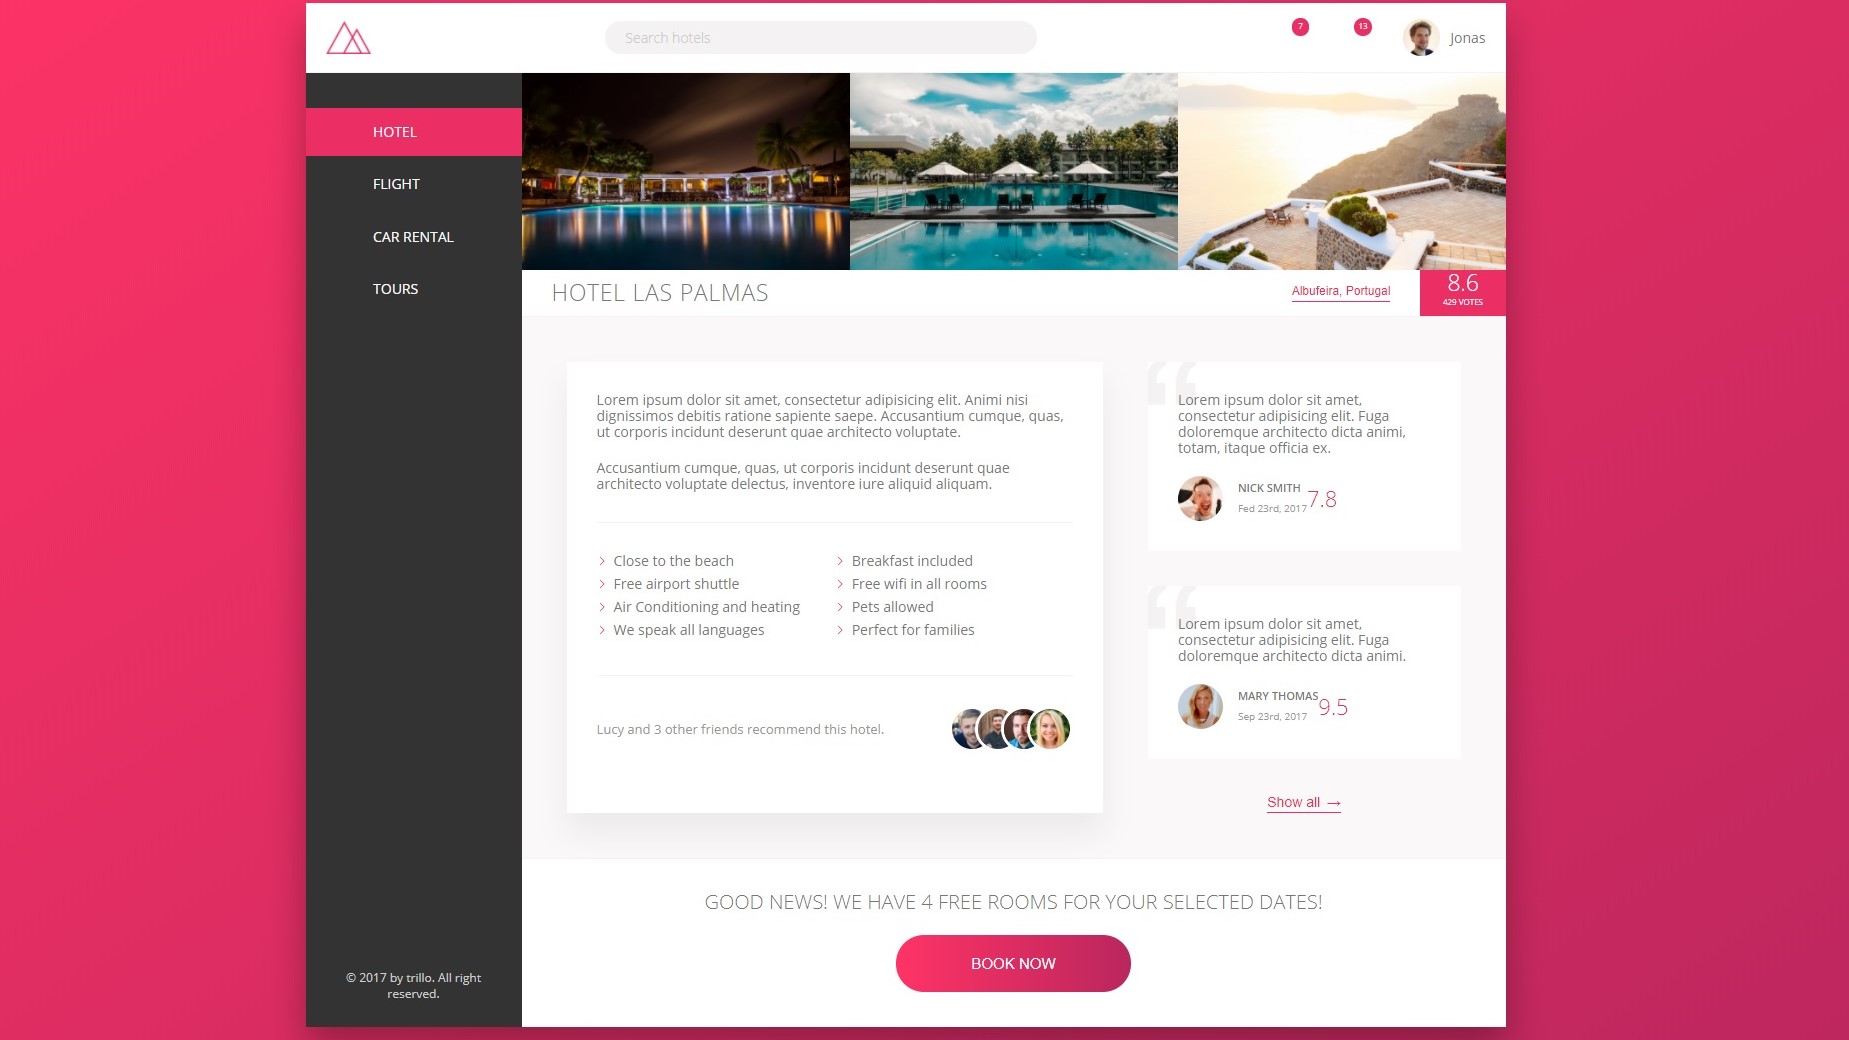 Search hotels
7
13
Jonas
HOTEL
FLIGHT
CAR RENTAL
TOURS
© 2017 by trillo. All right
reserved.
HOTEL LAS PALMAS
Albufeira, Portugal
8.6
429 VOTES
Lorem ipsum dolor sit amet, consectetur adipisicing elit. Animi nisi
dignissimos debitis ratione sapiente saepe. Accusantium cumque, quas,
ut corporis incidunt deserunt quae architecto voluptate.
Accusantium cumque, quas, ut corporis incidunt deserunt quae
architecto voluptate delectus, inventore iure aliquid aliquam.
Close to the beach
Free airport shuttle
Air Conditioning and heating
We speak all languages
Breakfast included
Free wifi in all rooms
Pets allowed
Perfect for families
Lucy and 3 other friends recommend this hotel.
“
Lorem ipsum dolor sit amet,
consectetur adipisicing elit. Fuga
doloremque architecto dicta animi,
totam, itaque officia ex.
NICK SMITH
Fed 23rd, 2017
7.8
“
Lorem ipsum dolor sit amet,
consectetur adipisicing elit. Fuga
doloremque architecto dicta animi.
MARY THOMAS
Sep 23rd, 2017
9.5
Show all →
GOOD NEWS! WE HAVE 4 FREE ROOMS FOR YOUR SELECTED DATES!
BOOK NOW